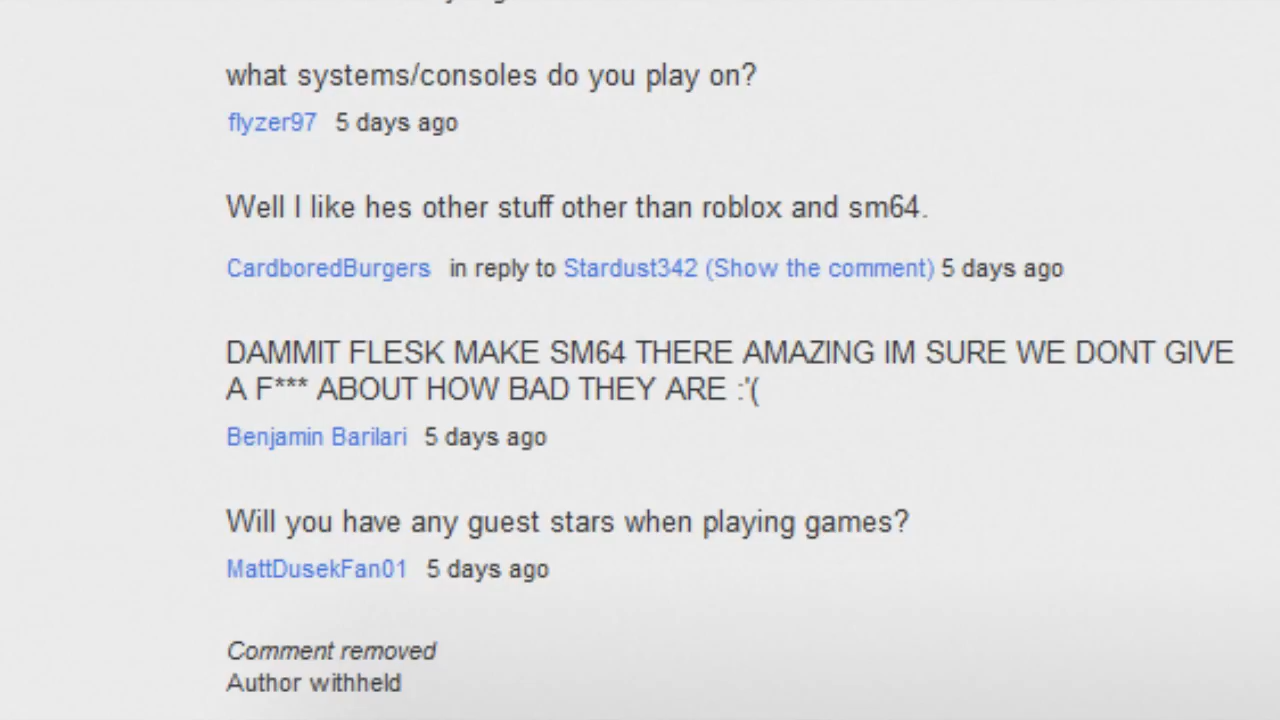 what systems/consoles do you play on?
flyzer97 5 days ago
Well I like hes other stuff other than roblox and sm64.
CardboredBurgers in reply to Stardust342 (Show the comment) 5 days ago
DAMMIT FLESK MAKE SM64 THERE AMAZING IM SURE WE DONT GIVE
A F*** ABOUT HOW BAD THEY ARE :'(
Benjamin Barilari 5 days ago
Will you have any guest stars when playing games?
MattDusekFan01 5 days ago
Comment removed
Author withheld